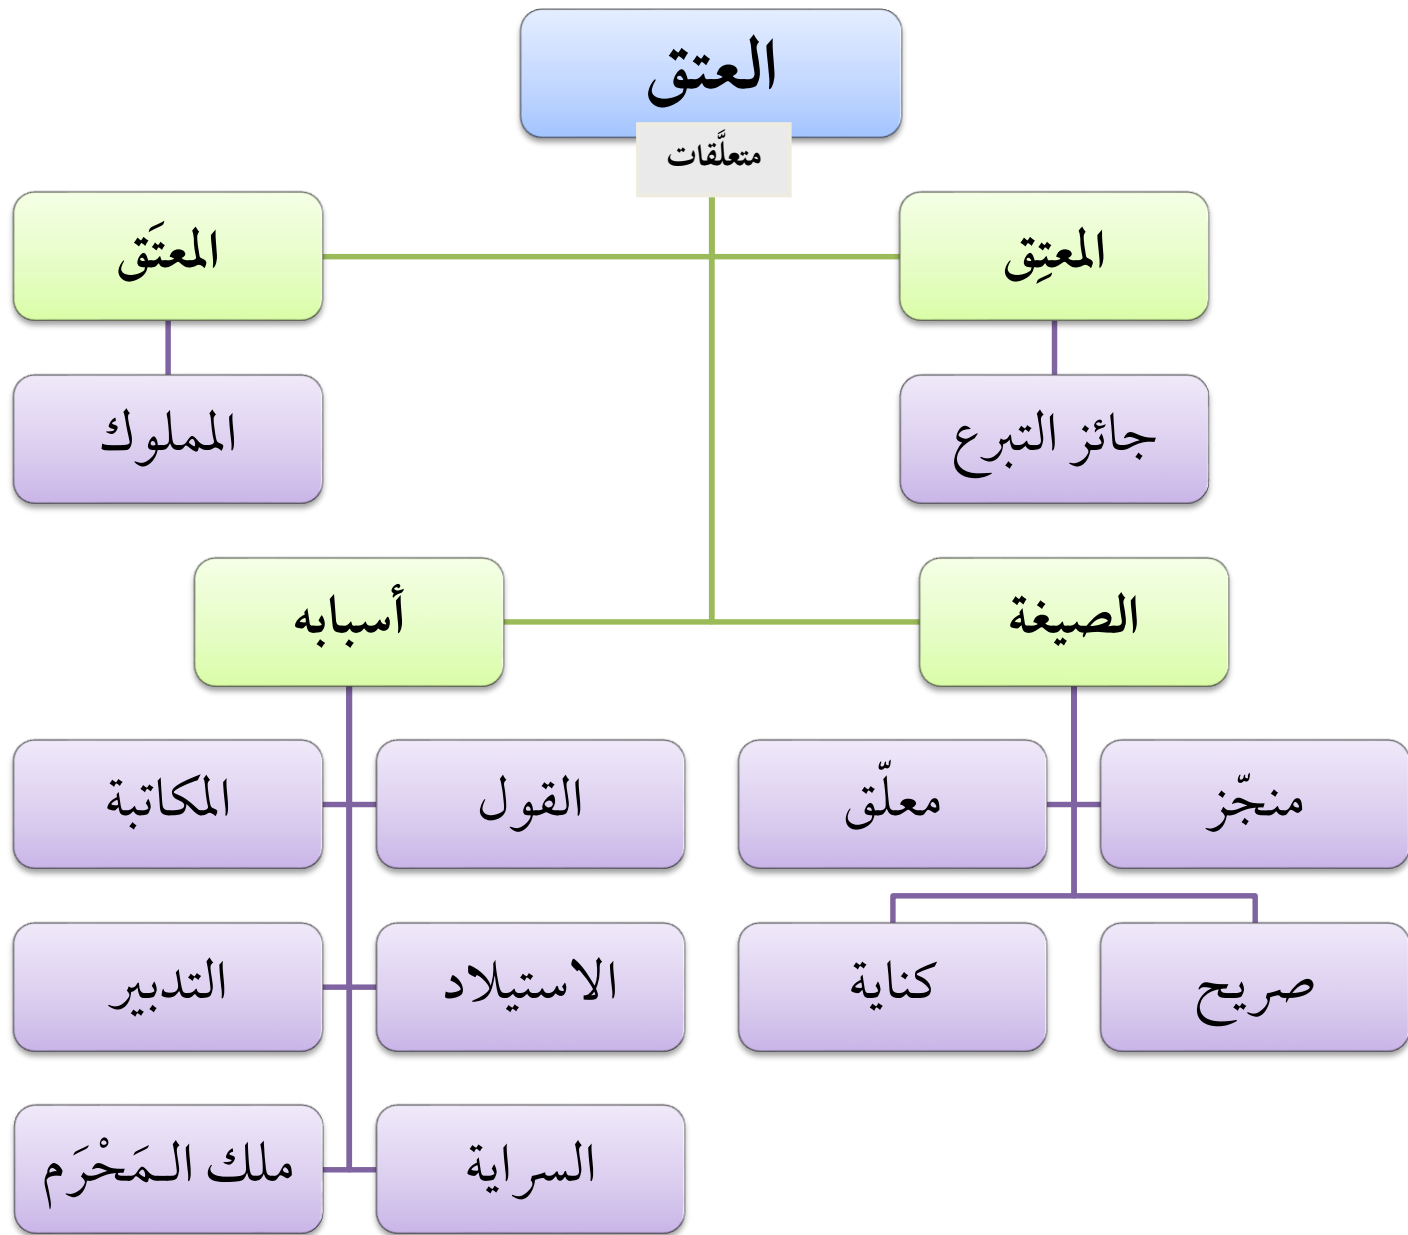 العتق
متعلَّقات
المعتِق
المعتَق
جائز التبرع
المملوك
الصيغة
أسبابه
منجّز
معلّق
القول
المكاتبة
صريح
كناية
الاستيلاد
التدبير
السراية
ملك الـمَحْرَم